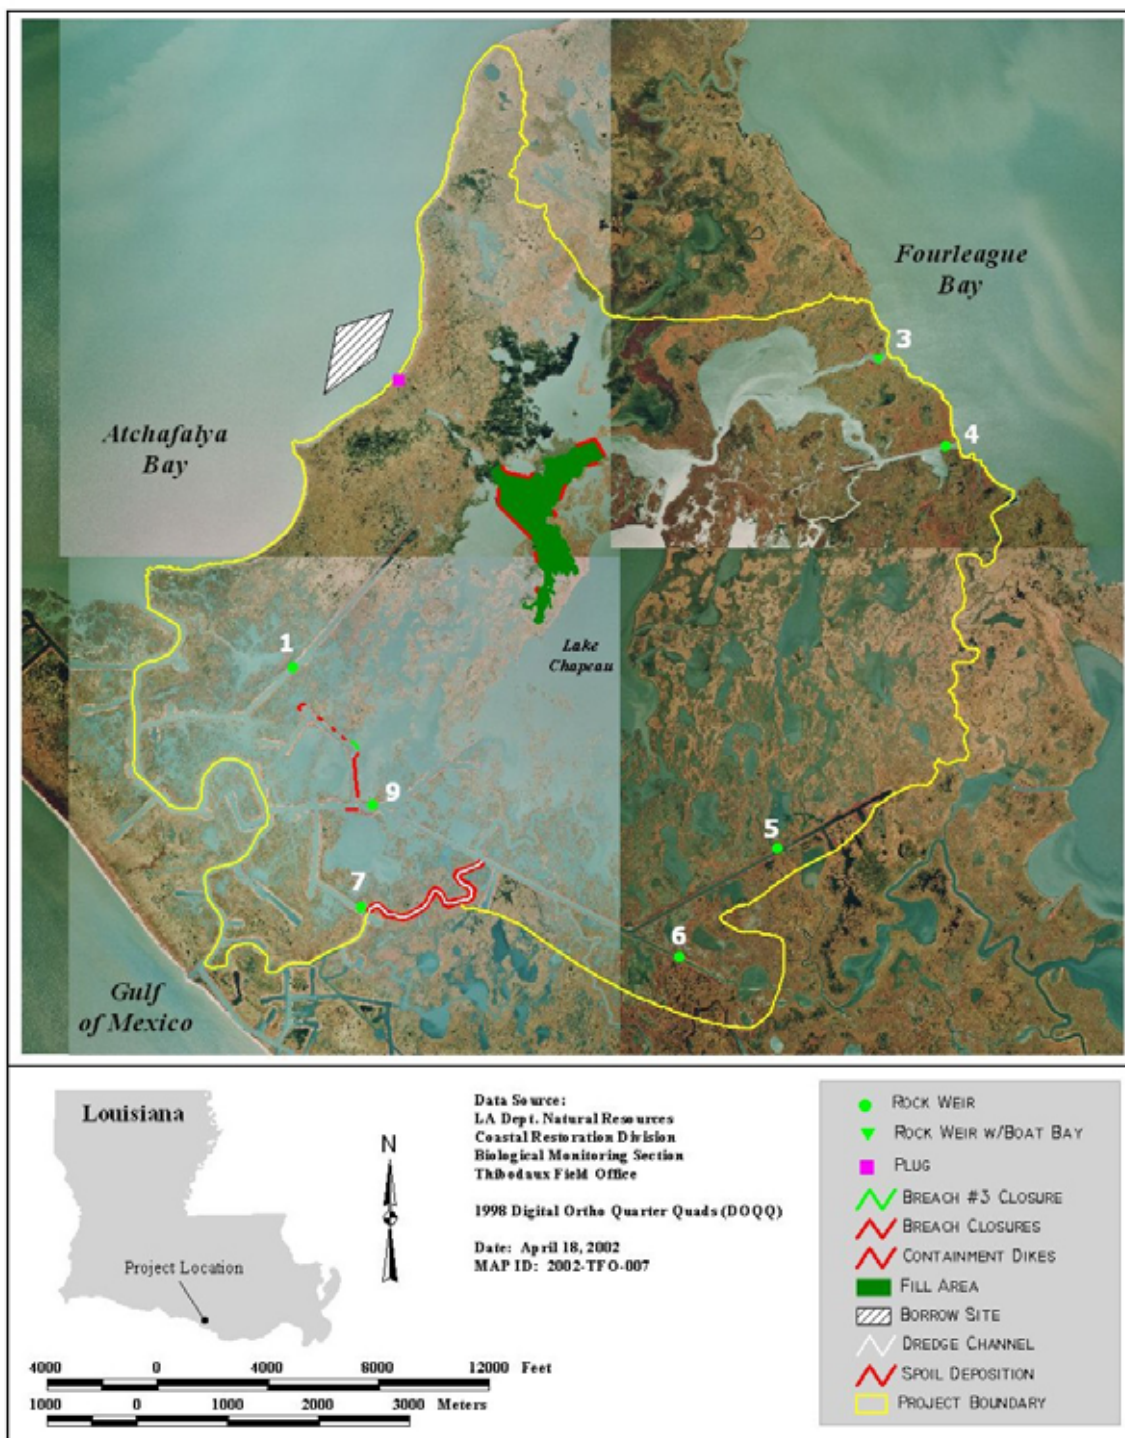 Fourleague
Bay
3
Atchafalya
Bay
4
Lake
Chapeau
1
9
5
7
6
Gulf
of Mexico
Louisiana
Project Location
N
Data Source:
LA Dept. Natural Resources
Coastal Restoration Division
Biological Monitoring Section
Thibodaux Field Office
1998 Digital Ortho Quarter Quads (DOQQ)
Date: April 18, 2002
MAP ID: 2002-TFO-007
4000 0 4000 8000 12000 Feet
1000 0 1000 2000 3000 Meters
ROCK WEIR
ROCK WEIR W/BOAT BAY
PLUG
BREACH #3 CLOSURE
BREACH CLOSURES
CONTAINMENT DIKES
FILL AREA
BORROW SITE
DREDGE CHANNEL
SPOIL DEPOSITION
PROJECT BOUNDARY